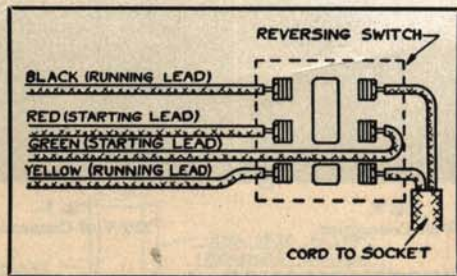 REVERSING SWITCH
BLACK (RUNNING LEAD)
RED (STARTING LEAD)
GREEN (STARTING LEAD)
YELLOW (RUNNING LEAD)
CORD TO SOCKET